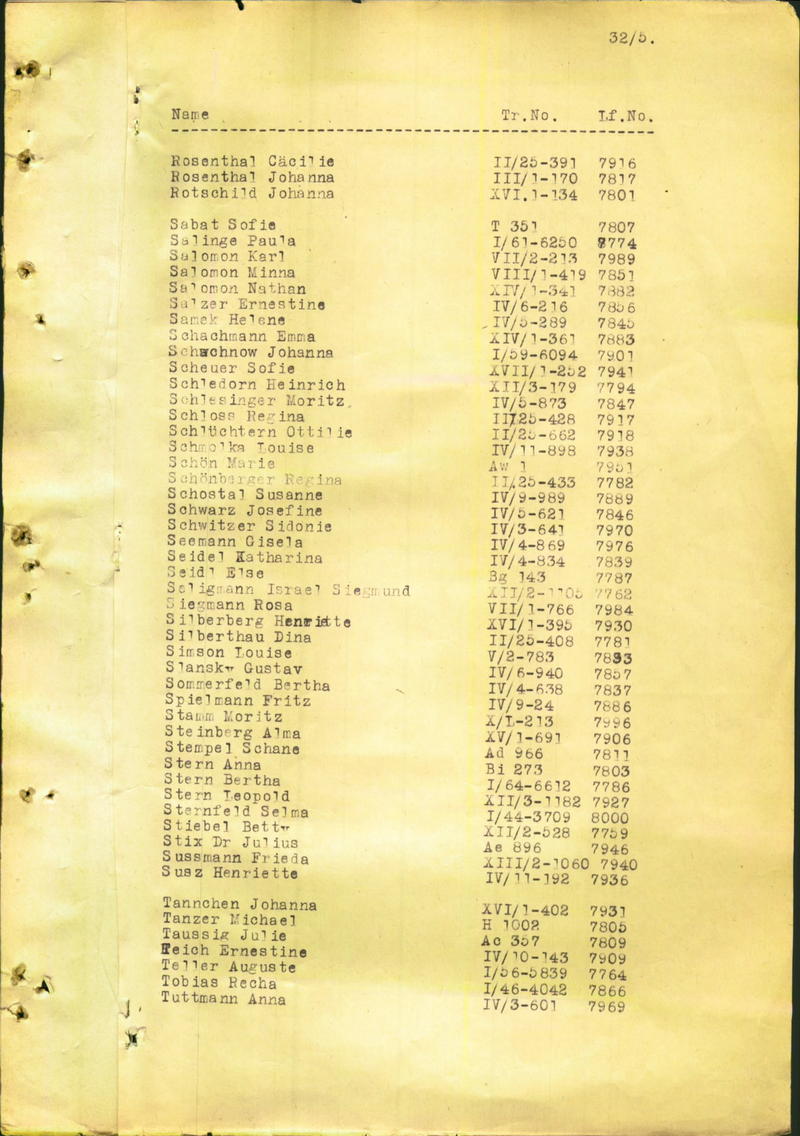 32/5.
Name Tr.No. Lf.No.
Rosenthal Cäcilie II/25-391 7916
Rosenthal Johanna III/1-170 7817
Rotschild Johanna XVI.1-134 7801
Sabat Sofie T 351 7807
Salinge Paula I/61-6250 7774
Salomon Karl VII/2-213 7989
Salomon Minna VIII/1-419 7851
Salomon Nathan XIV/1-341 7882
Salzer Ernestine IV/6-216 7856
Samek Helene IV/5-289 7845
Schachmann Emma XIV/1-361 7883
Schachnow Johanna I/59-6094 7901
Scheuer Sofie XVII/1-252 7941
Schledorn Heinrich XII/3-179 7794
Schlesinger Moritz IV/5-873 7847
Schloss Regina II/25-428 7917
Schlüchtern Ottilie II/25-662 7918
Schmolka Louise IV/11-898 7938
Schön Marie Aw 1 7951
Schönberger Regina II/25-433 7782
Schostal Susanne IV/9-989 7889
Schwarz Josefine IV/5-621 7846
Schwitzer Sidonie IV/3-641 7970
Seemann Gisela IV/4-869 7976
Seidel Katharina IV/4-834 7839
Seidl Else Bg 143 7787
Seligmann Israel Siegmund XII/2-1105 7762
Siegmann Rosa VII/1-766 7984
Silberberg Henriette XVI/1-395 7930
Silberthau Dina II/25-408 7781
Simson Louise V/2-783 7893
Slansky Gustav IV/6-940 7857
Sommerfeld Bertha IV/4-638 7837
Spielmann Fritz IV/9-24 7886
Stamm Moritz X/L-213 7996
Steinberg Alma XV/1-691 7906
Stempel Schane Ad 966 7811
Stern Anna Bi 273 7803
Stern Bertha I/64-6612 7786
Stern Leopold XII/3-1182 7927
Sternfeld Selma I/44-3709 8000
Stiebel Betty XII/2-528 7759
Stix Dr Julius Ae 896 7946
Sussmann Frieda XIII/2-1060 7940
Susz Henriette IV/11-192 7936
Tannchen Johanna XVI/1-402 7931
Tanzer Michael H 1002 7805
Taussig Julie Ac 357 7809
Teich Ernestine IV/10-143 7909
Teller Auguste I/56-5839 7764
Tobias Recha I/46-4042 7866
Tuttmann Anna IV/3-601 7969